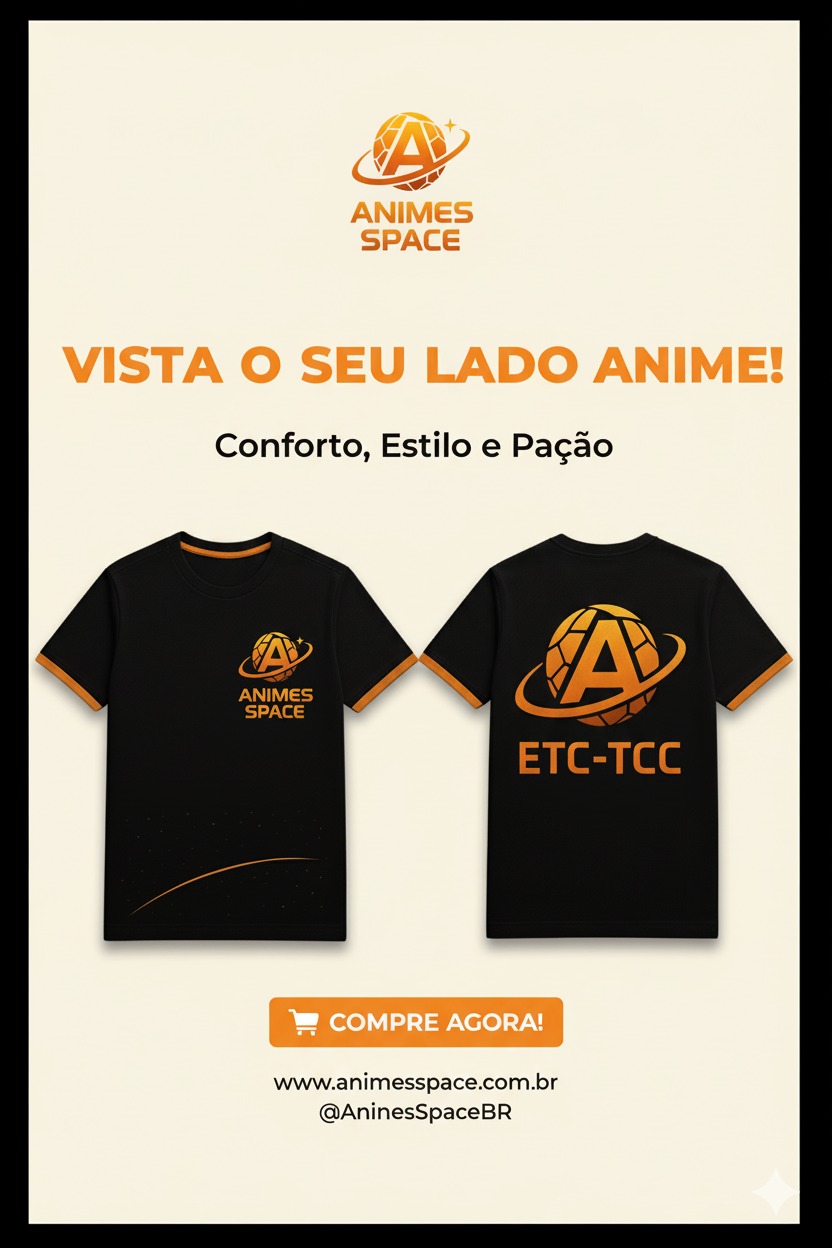 ANIMES
SPACE
VISTA O SEU LADO ANIME!
Conforto, Estilo e Pação
ANIMES
SPACE
ETC-TCC
COMPRE AGORA!
www.animesspace.com.br
@AninesSpaceBR